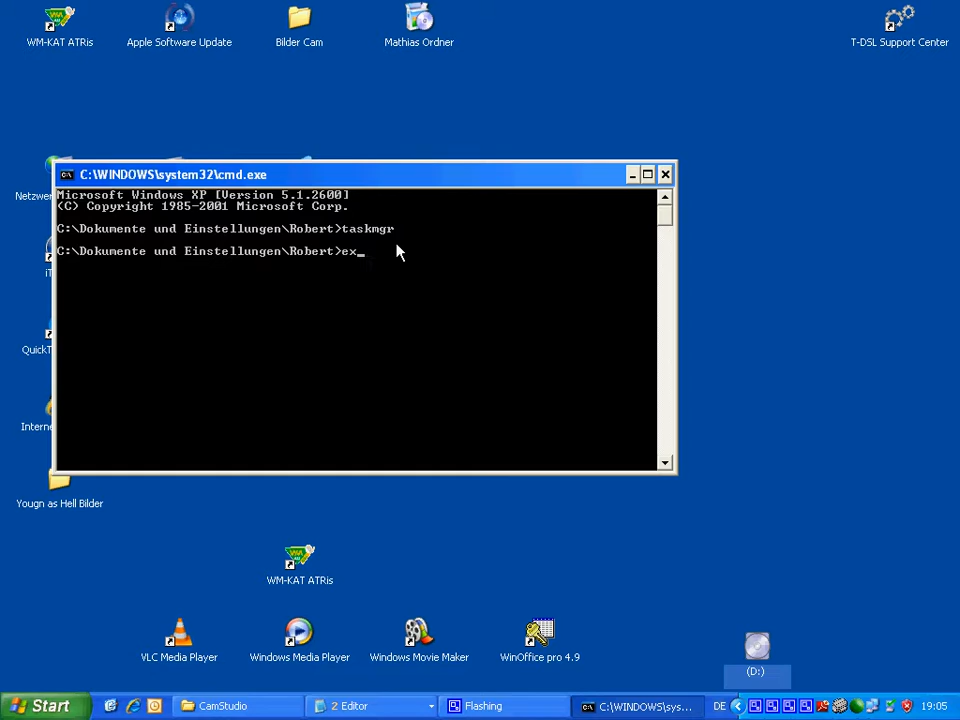 WM-KAT ATRis
Apple Software Update
Bilder Cam
Mathias Ordner
T-DSL Support Center
C:\WINDOWS\system32\cmd.exe
Microsoft Windows XP [Version 5.1.2600]
(C) Copyright 1985-2001 Microsoft Corp.
C:\Dokumente und Einstellungen\Robert>taskmgr
C:\Dokumente und Einstellungen\Robert>ex_
Netzwer
iT
QuickT
Interne
Yougn as Hell Bilder
WM-KAT ATRis
VLC Media Player
Windows Media Player
Windows Movie Maker
WinOffice pro 4.9
(D:)
Start
CamStudio
2 Editor
Flashing
C:\WINDOWS\sys...
DE
19:05